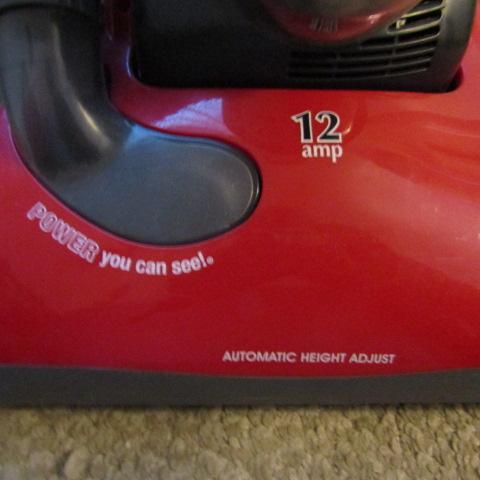 12
amp
POWER you can see!®
AUTOMATIC HEIGHT ADJUST